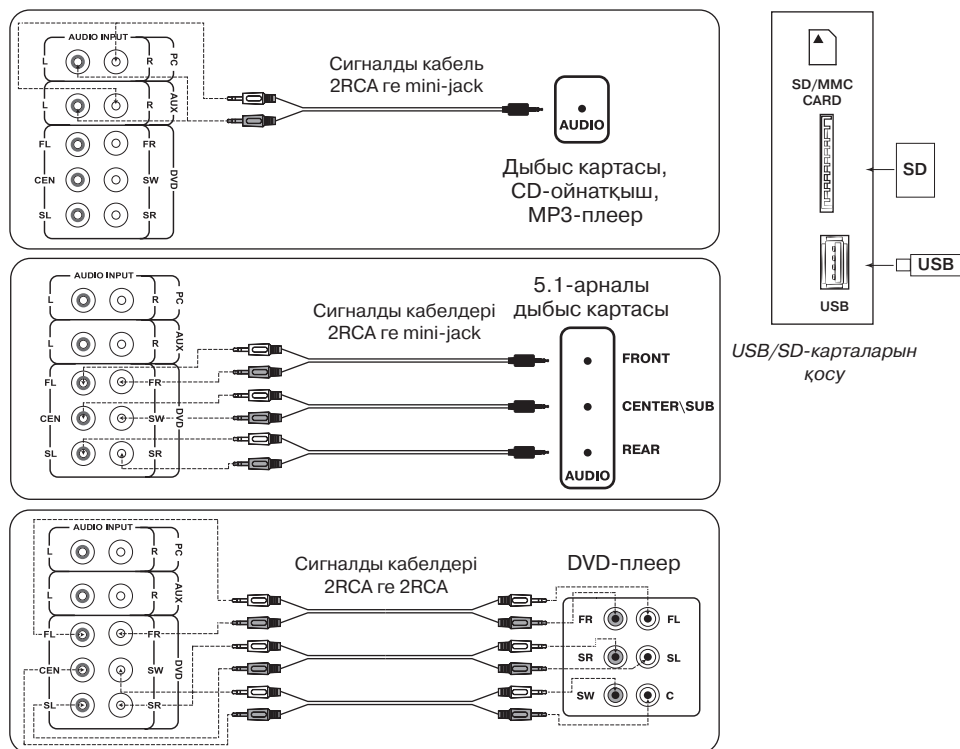 AUDIO INPUT
L R PC
L R AUX
FL FR
CEN SW DVD
SL SR
Сигналды кабель
2RCA ге mini-jack
AUDIO
Дыбыс картасы,
CD-ойнатқыш,
MP3-плеер
SD/MMC
CARD
SD
USB
USB
USB/SD-карталарын
қосу
AUDIO INPUT
L R PC
L R AUX
FL FR
CEN SW DVD
SL SR
Сигналды кабелдері
2RCA ге mini-jack
5.1-арналы
дыбыс картасы
FRONT
CENTER\SUB
REAR
AUDIO
AUDIO INPUT
L R PC
L R AUX
FL FR
CEN SW DVD
SL SR
Сигналды кабелдері
2RCA ге 2RCA
DVD-плеер
FR FL
SR SL
SW C